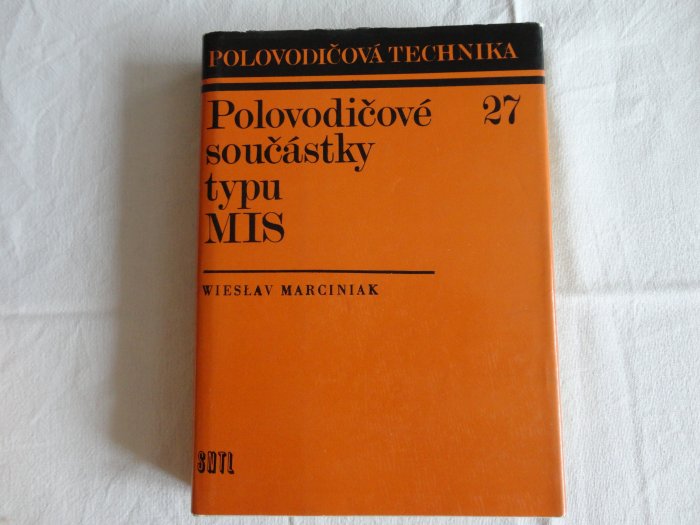 POLOVODIČOVÁ TECHNIKA
Polovodičové 27
součástky
typu
MIS
WIESŁAV MARCINIAK
SNTL